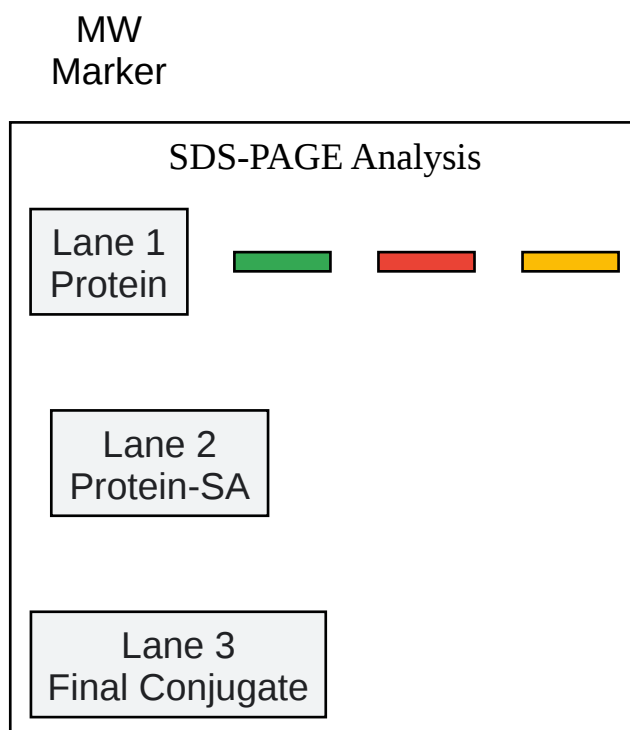 MW
Marker
SDS-PAGE Analysis
Lane 1
Protein
Lane 2
Protein-SA
Lane 3
Final Conjugate